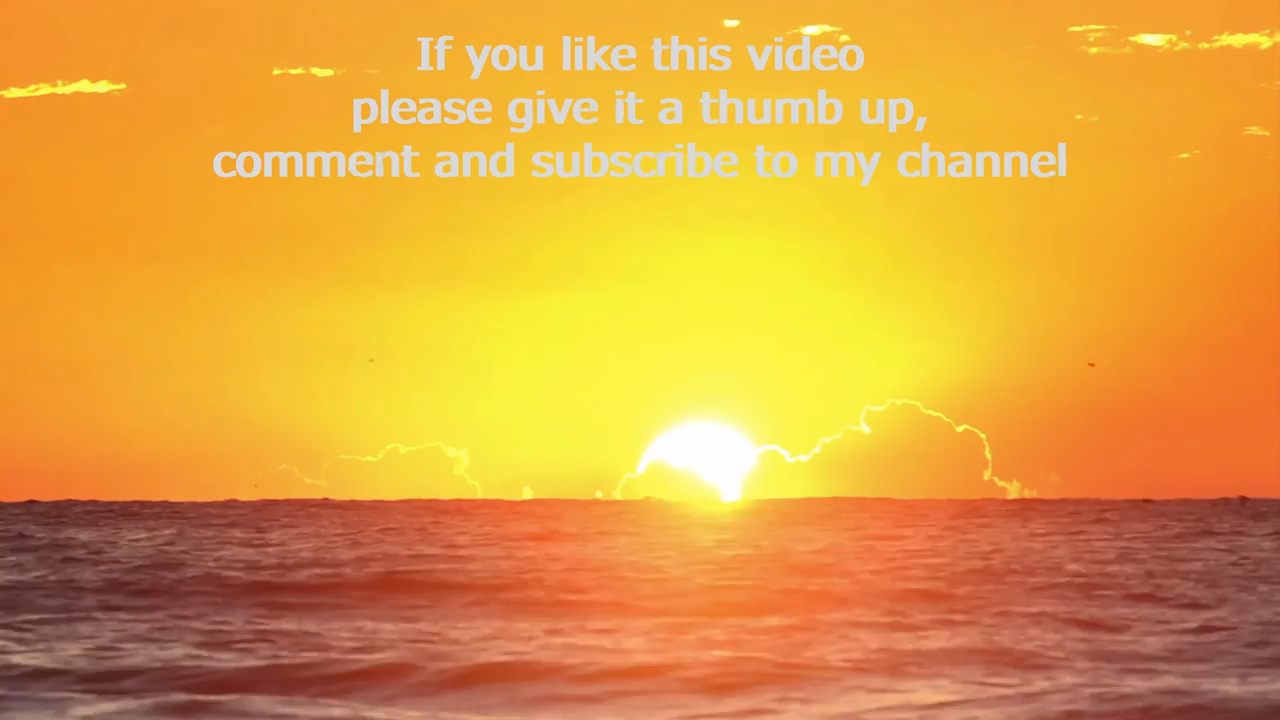 If you like this video
please give it a thumb up,
comment and subscribe to my channel